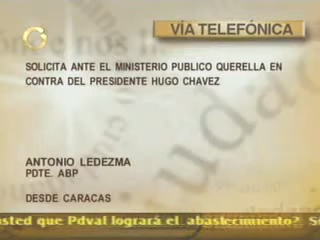 VÍA TELEFÓNICA
SOLICITA ANTE EL MINISTERIO PUBLICO QUERELLA EN
CONTRA DEL PRESIDENTE HUGO CHAVEZ
ANTONIO LEDEZMA
PDTE. ABP
DESDE CARACAS
usted que Pdval logrará el abastecimiento?